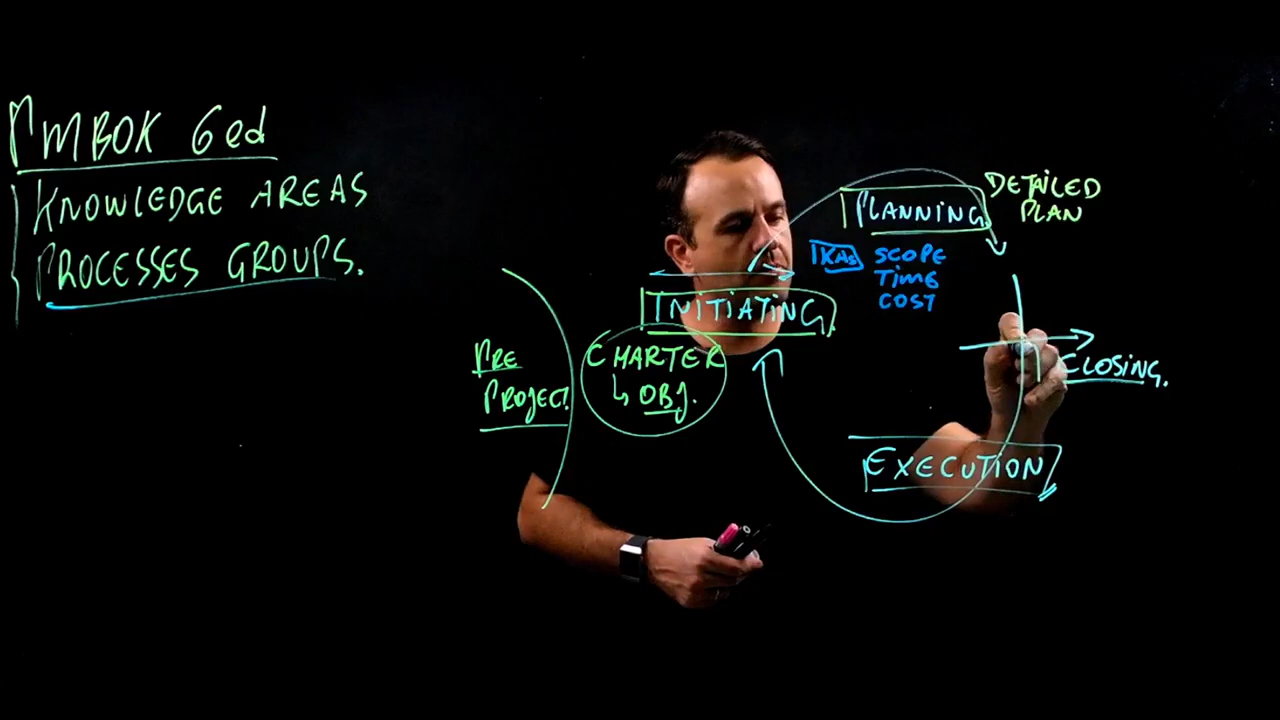 PMBOK 6ed
KNOWLEDGE AREAS
PROCESSES GROUPS.
PRE
PROJECT.
INITIATING
CHARTER
↳ OBJ.
PLANNING
DETAILED
PLAN
KAs
SCOPE
TIME
COST
CLOSING.
EXECUTION